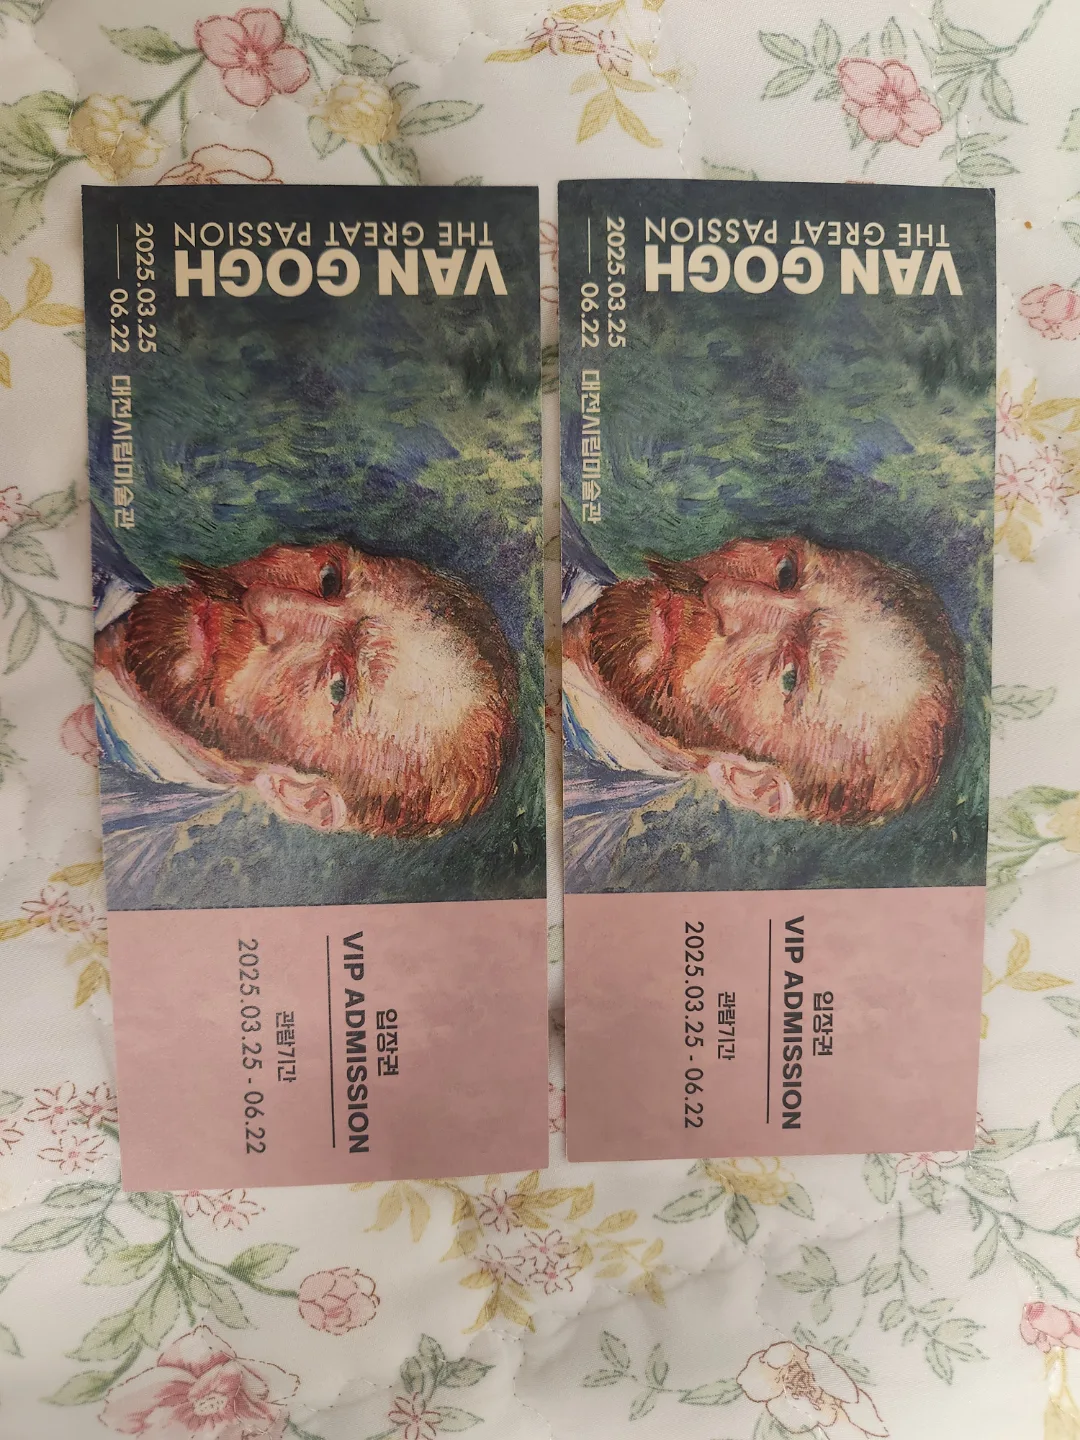 VAN GOGH
THE GREAT PASSION
2025.03.25
— 06.22 대전시립미술관
입장권
VIP ADMISSION
관람기간
2025.03.25 - 06.22
VAN GOGH
THE GREAT PASSION
2025.03.25
— 06.22 대전시립미술관
입장권
VIP ADMISSION
관람기간
2025.03.25 - 06.22